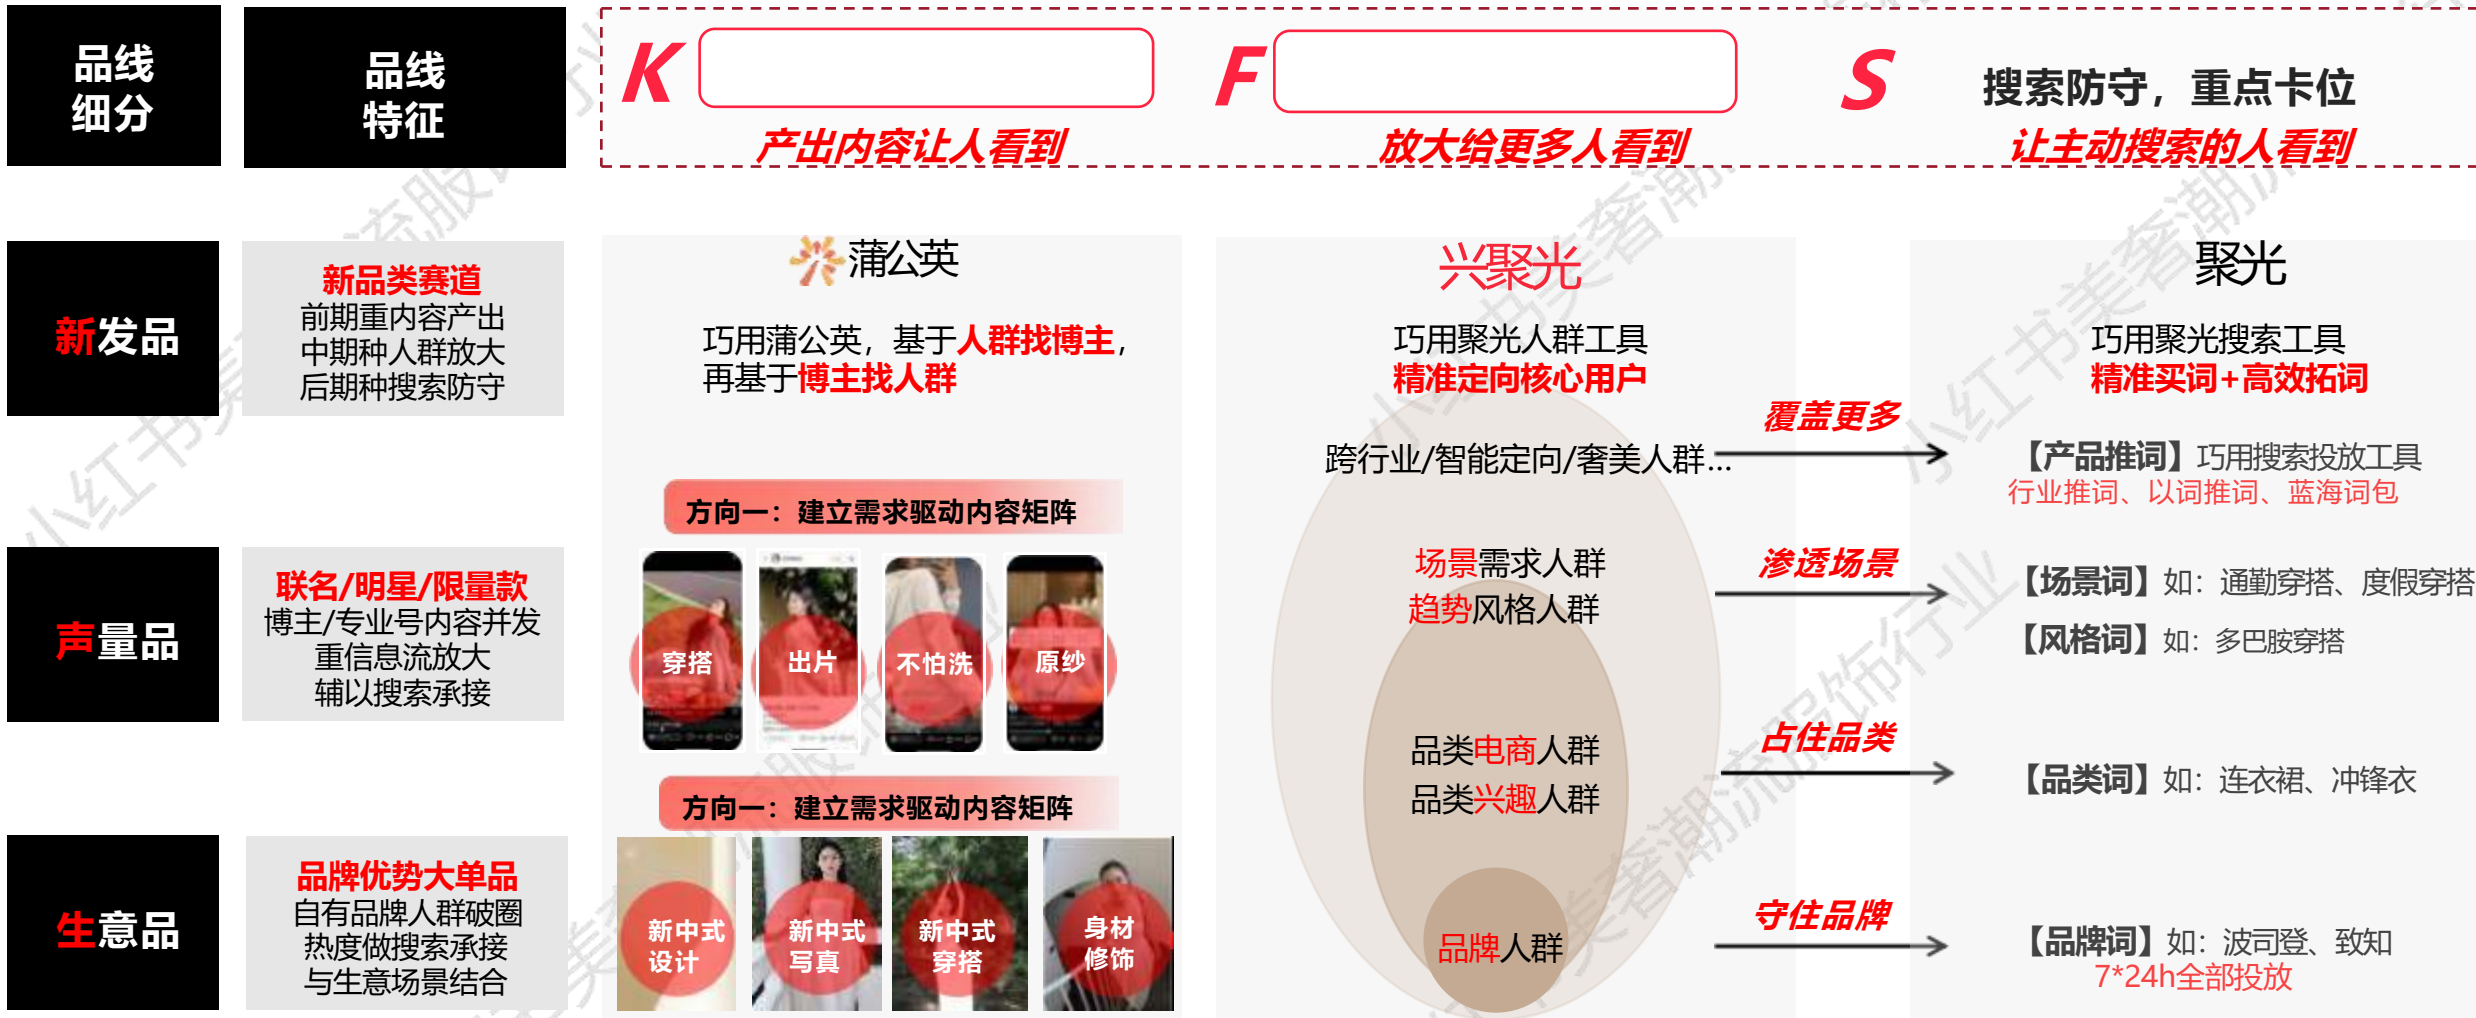 品线
细分
品线
特征
K
产出内容让人看到
F
放大给更多人看到
S
搜索防守，重点卡位
让主动搜索的人看到
新发品
新品类赛道
前期重内容产出
中期种人群放大
后期种搜索防守
声量品
联名/明星/限量款
博主/专业号内容并发
重信息流放大
辅以搜索承接
生意品
品牌优势大单品
自有品牌人群破圈
热度做搜索承接
与生意场景结合
蒲公英
巧用蒲公英，基于人群找博主，
再基于博主找人群
方向一：建立需求驱动内容矩阵
穿搭
出片
不怕洗
原纱
方向一：建立需求驱动内容矩阵
新中式
设计
新中式
写真
新中式
穿搭
身材
修饰
兴聚光
巧用聚光人群工具
精准定向核心用户
跨行业/智能定向/奢美人群...
场景需求人群
趋势风格人群
品类电商人群
品类兴趣人群
品牌人群
覆盖更多
渗透场景
占住品类
守住品牌
聚光
巧用聚光搜索工具
精准买词+高效拓词
【产品推词】巧用搜索投放工具
行业推词、以词推词、蓝海词包
【场景词】如：通勤穿搭、度假穿搭
【风格词】如：多巴胺穿搭
【品类词】如：连衣裙、冲锋衣
【品牌词】如：波司登、致知
7*24h全部投放
小红书美奢潮流服饰行业